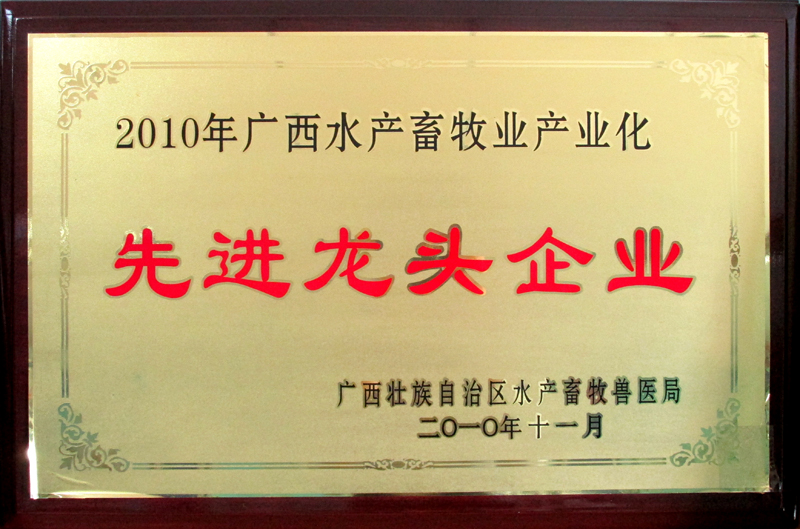 2010年广西水产畜牧业产业化
先进龙头企业
广西壮族自治区水产畜牧兽医局
二〇一〇年十一月